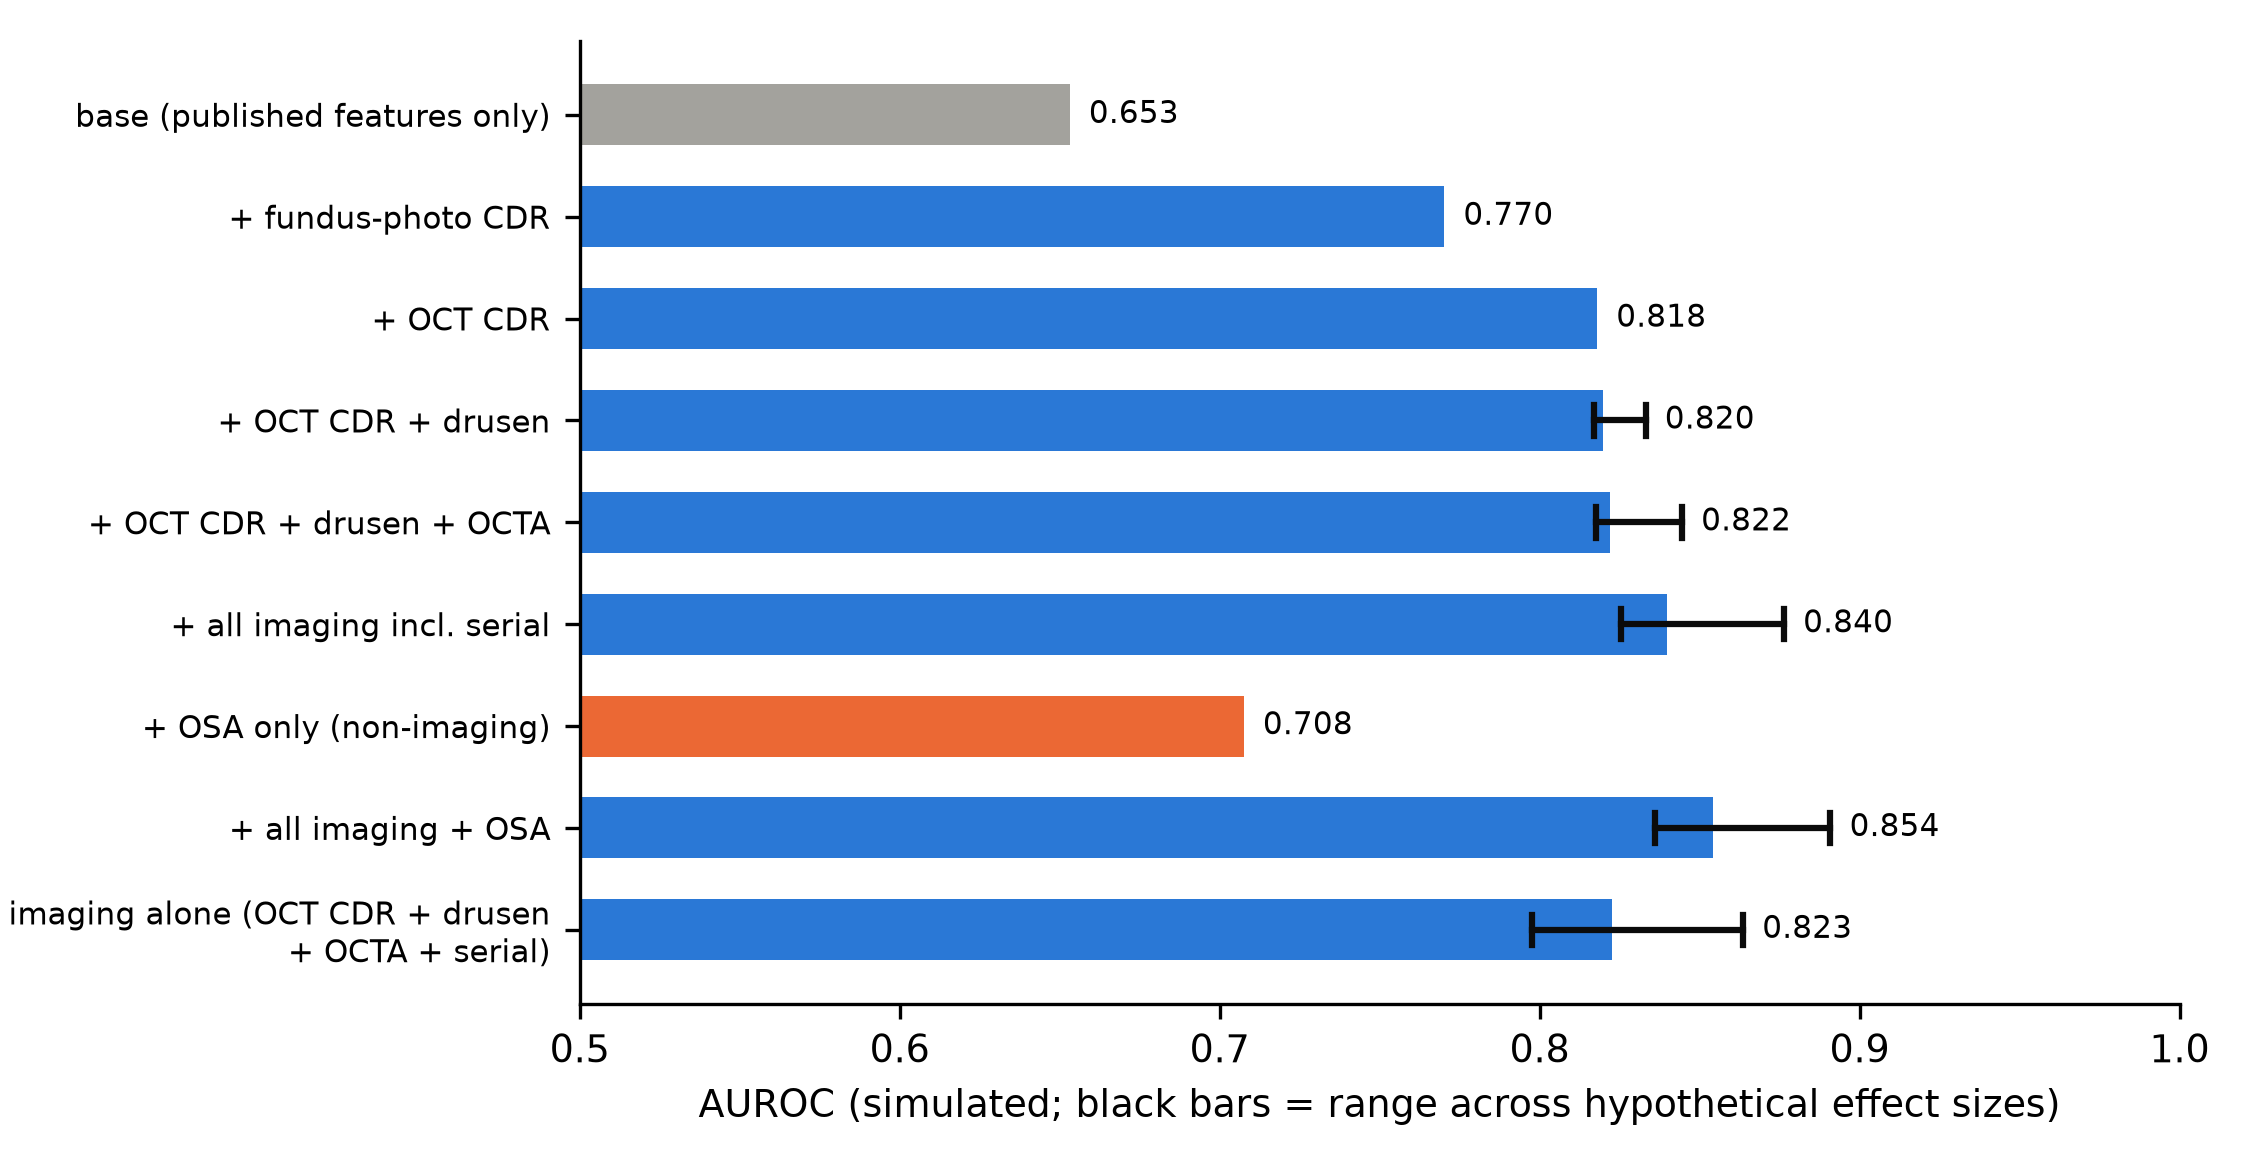 base (published features only)
0.653
+ fundus-photo CDR
0.770
+ OCT CDR
0.818
+ OCT CDR + drusen
0.820
+ OCT CDR + drusen + OCTA
0.822
+ all imaging incl. serial
0.840
+ OSA only (non-imaging)
0.708
+ all imaging + OSA
0.854
imaging alone (OCT CDR + drusen
+ OCTA + serial)
0.823
0.5 0.6 0.7 0.8 0.9 1.0
AUROC (simulated; black bars = range across hypothetical effect sizes)